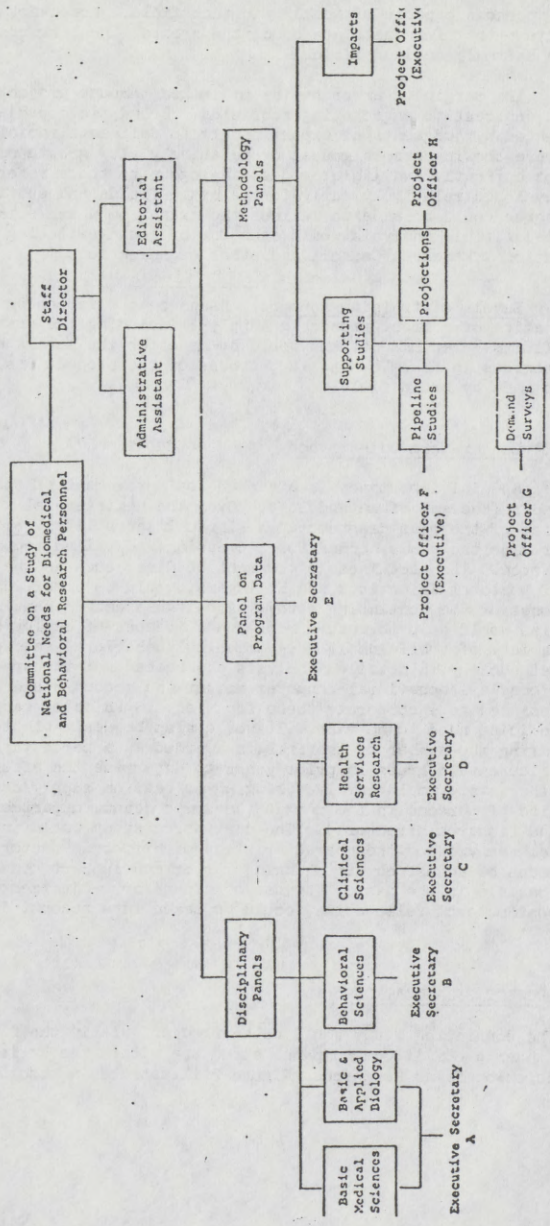 Committee on a Study of
National Needs for Biomedical
and Behavioral Research Personnel
Staff
Director
Administrative
Assistant
Editorial
Assistant
Disciplinary
Panels
Panel on
Program Data
Executive Secretary
E
Methodology
Panels
Basic
Medical
Sciences
Basic &
Applied
Biology
Executive Secretary
A
Behavioral
Sciences
Executive
Secretary
B
Clinical
Sciences
Executive
Secretary
C
Health
Services
Research
Executive
Secretary
D
Supporting
Studies
Impacts
Project Offi
(Executiv
Pipeline
Studies
Project Officer F
(Executive)
Projections
Project
Officer H
Demand
Surveys
Project
Officer G